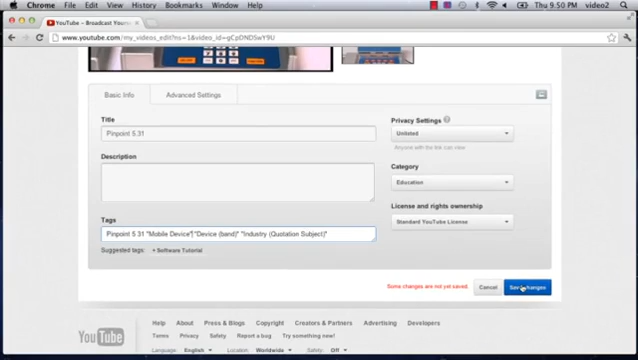 Chrome File Edit View History Bookmarks Window Help Thu 9:50 PM video2
YouTube - Broadcast Yourse
www.youtube.com/my_videos_edit?ns=1&video_id=gCpDND5wY9U
Basic Info Advanced Settings
Title
Pinpoint 5.31
Description
Tags
Pinpoint 5 31 "Mobile Device" "Device (band)" "Industry (Quotation Subject)"
Suggested tags: + Software Tutorial
Privacy Settings ?
Unlisted
Anyone with the link can view
Category
Education
License and rights ownership
Standard YouTube License
Some changes are not yet saved. Cancel Save changes
YouTube
Help About Press & Blogs Copyright Creators & Partners Advertising Developers
Terms Privacy Safety Report a bug Try something new!
Language: English Location: Worldwide Safety: Off